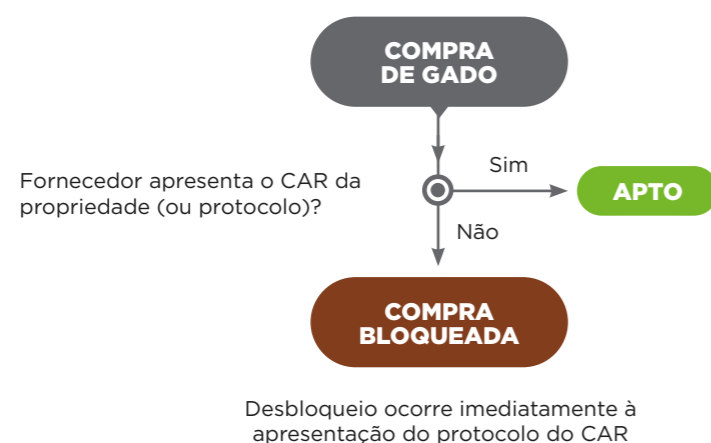 COMPRA
DE GADO
Fornecedor apresenta o CAR da
propriedade (ou protocolo)?
Sim
APTO
Não
COMPRA
BLOQUEADA
Desbloqueio ocorre imediatamente à
apresentação do protocolo do CAR